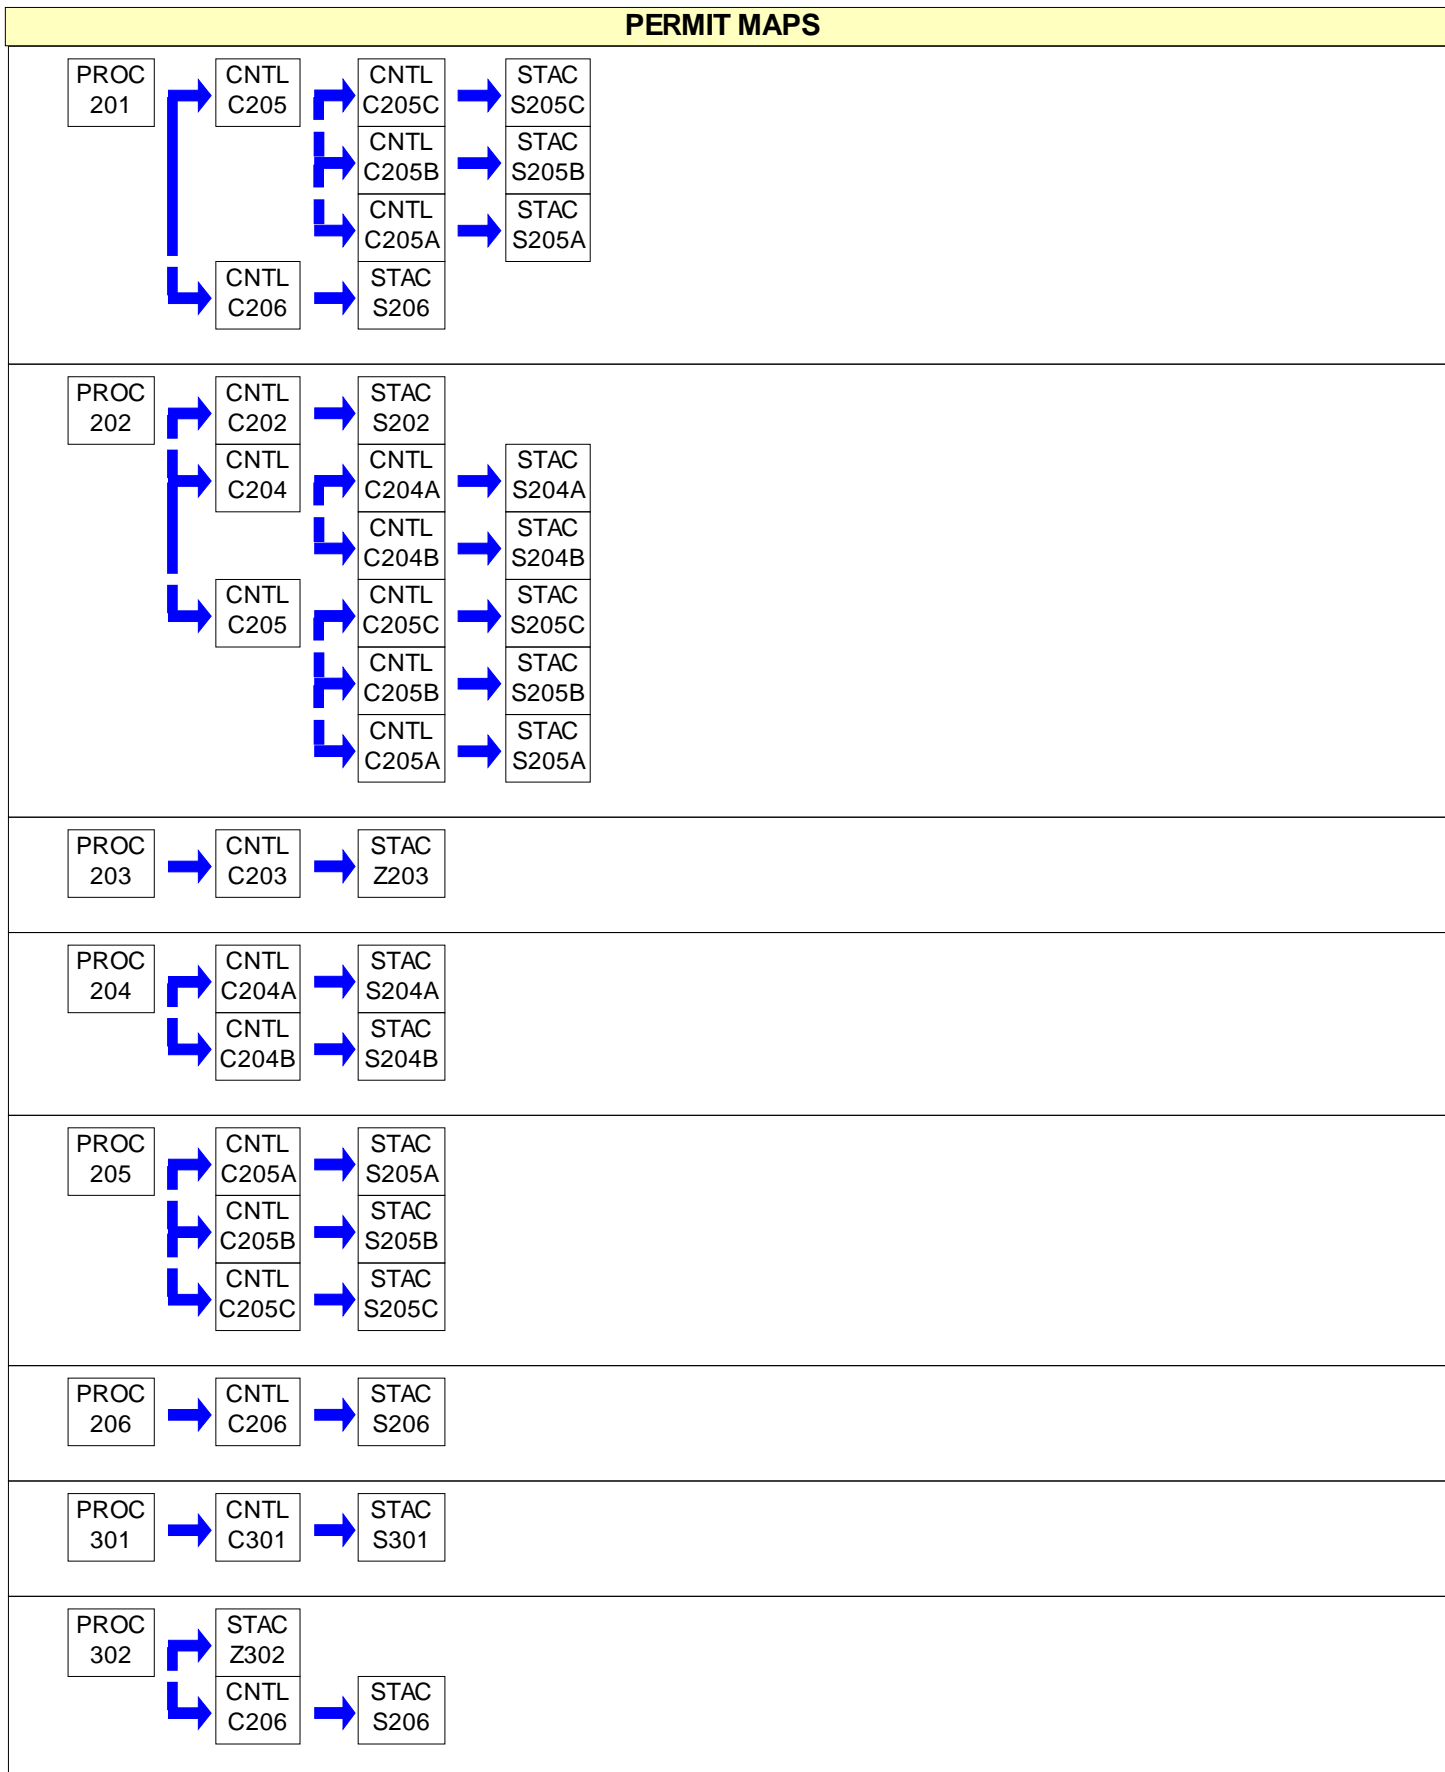 PERMIT MAPS
PROC CNTL CNTL STAC
201 C205 C205C S205C
CNTL STAC
C205B S205B
CNTL STAC
C205A S205A
CNTL STAC
C206 S206
PROC CNTL STAC
202 C202 S202
CNTL CNTL STAC
C204 C204A S204A
CNTL STAC
C204B S204B
CNTL CNTL STAC
C205 C205C S205C
CNTL STAC
C205B S205B
CNTL STAC
C205A S205A
PROC CNTL STAC
203 C203 Z203
PROC CNTL STAC
204 C204A S204A
CNTL STAC
C204B S204B
PROC CNTL STAC
205 C205A S205A
CNTL STAC
C205B S205B
CNTL STAC
C205C S205C
PROC CNTL STAC
206 C206 S206
PROC CNTL STAC
301 C301 S301
PROC STAC
302 Z302
CNTL STAC
C206 S206